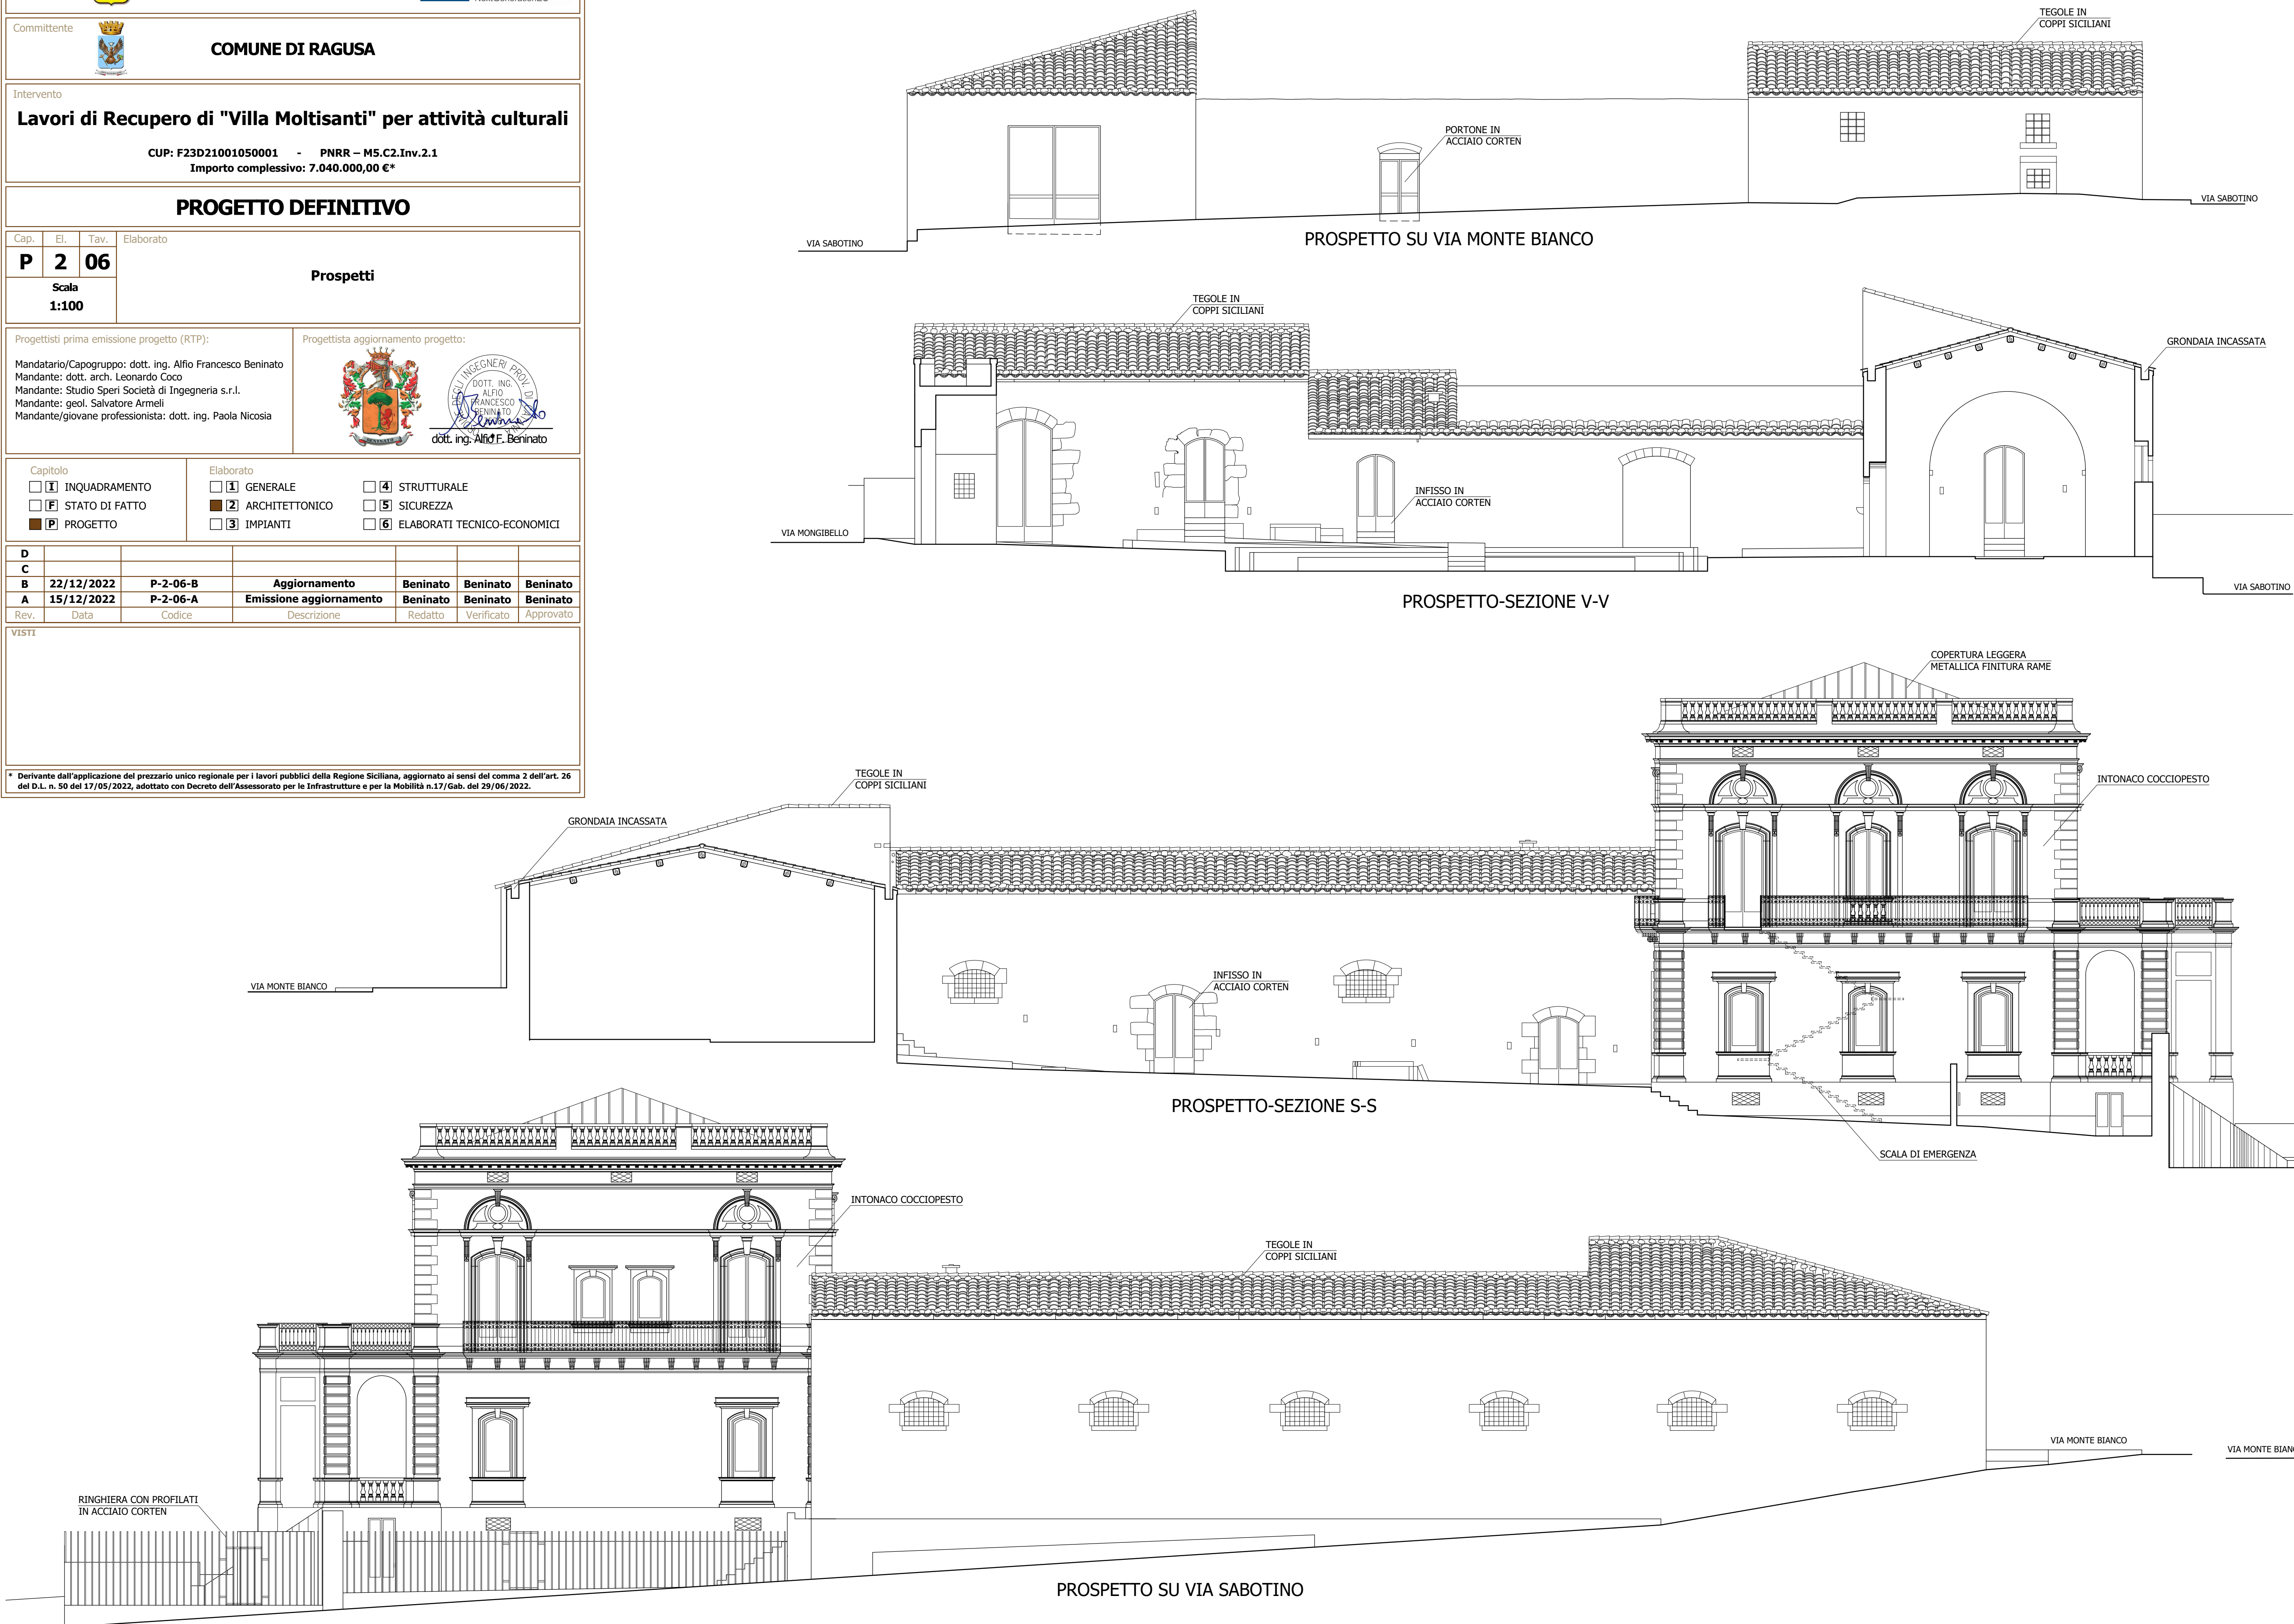 Committente
COMUNE DI RAGUSA
Intervento
Lavori di Recupero di "Villa Moltisanti" per attività culturali
CUP: F23D21001050001 - PNRR – M5.C2.Inv.2.1
Importo complessivo: 7.040.000,00 €*
PROGETTO DEFINITIVO
Cap. El. Tav. Elaborato
P 2 06
Prospetti
Scala
1:100
Progettisti prima emissione progetto (RTP):
Mandatario/Capogruppo: dott. ing. Alfio Francesco Beninato
Mandante: dott. arch. Leonardo Coco
Mandante: Studio Speri Società di Ingegneria s.r.l.
Mandante: geol. Salvatore Armeli
Mandante/giovane professionista: dott. ing. Paola Nicosia
Progettista aggiornamento progetto:
BENINATO
DOTT. ING.
ALFIO
FRANCESCO
BENINATO
dott. ing. Alfio F. Beninato
Capitolo
I INQUADRAMENTO
F STATO DI FATTO
P PROGETTO
Elaborato
1 GENERALE
2 ARCHITETTONICO
3 IMPIANTI
4 STRUTTURALE
5 SICUREZZA
6 ELABORATI TECNICO-ECONOMICI
D
C
B 22/12/2022 P-2-06-B Aggiornamento Beninato Beninato Beninato
A 15/12/2022 P-2-06-A Emissione aggiornamento Beninato Beninato Beninato
Rev. Data Codice Descrizione Redatto Verificato Approvato
VISTI
* Derivante dall'applicazione del prezzario unico regionale per i lavori pubblici della Regione Siciliana, aggiornato ai sensi del comma 2 dell'art. 26
del D.L. n. 50 del 17/05/2022, adottato con Decreto dell'Assessorato per le Infrastrutture e per la Mobilità n.17/Gab. del 29/06/2022.
TEGOLE IN
COPPI SICILIANI
PORTONE IN
ACCIAIO CORTEN
VIA SABOTINO
VIA SABOTINO
PROSPETTO SU VIA MONTE BIANCO
TEGOLE IN
COPPI SICILIANI
GRONDAIA INCASSATA
INFISSO IN
ACCIAIO CORTEN
VIA MONGIBELLO
VIA SABOTINO
PROSPETTO-SEZIONE V-V
COPERTURA LEGGERA
METALLICA FINITURA RAME
TEGOLE IN
COPPI SICILIANI
INTONACO COCCIOPESTO
GRONDAIA INCASSATA
INFISSO IN
ACCIAIO CORTEN
VIA MONTE BIANCO
PROSPETTO-SEZIONE S-S
SCALA DI EMERGENZA
INTONACO COCCIOPESTO
TEGOLE IN
COPPI SICILIANI
VIA MONTE BIANCO
VIA MONTE
RINGHIERA CON PROFILATI
IN ACCIAIO CORTEN
PROSPETTO SU VIA SABOTINO